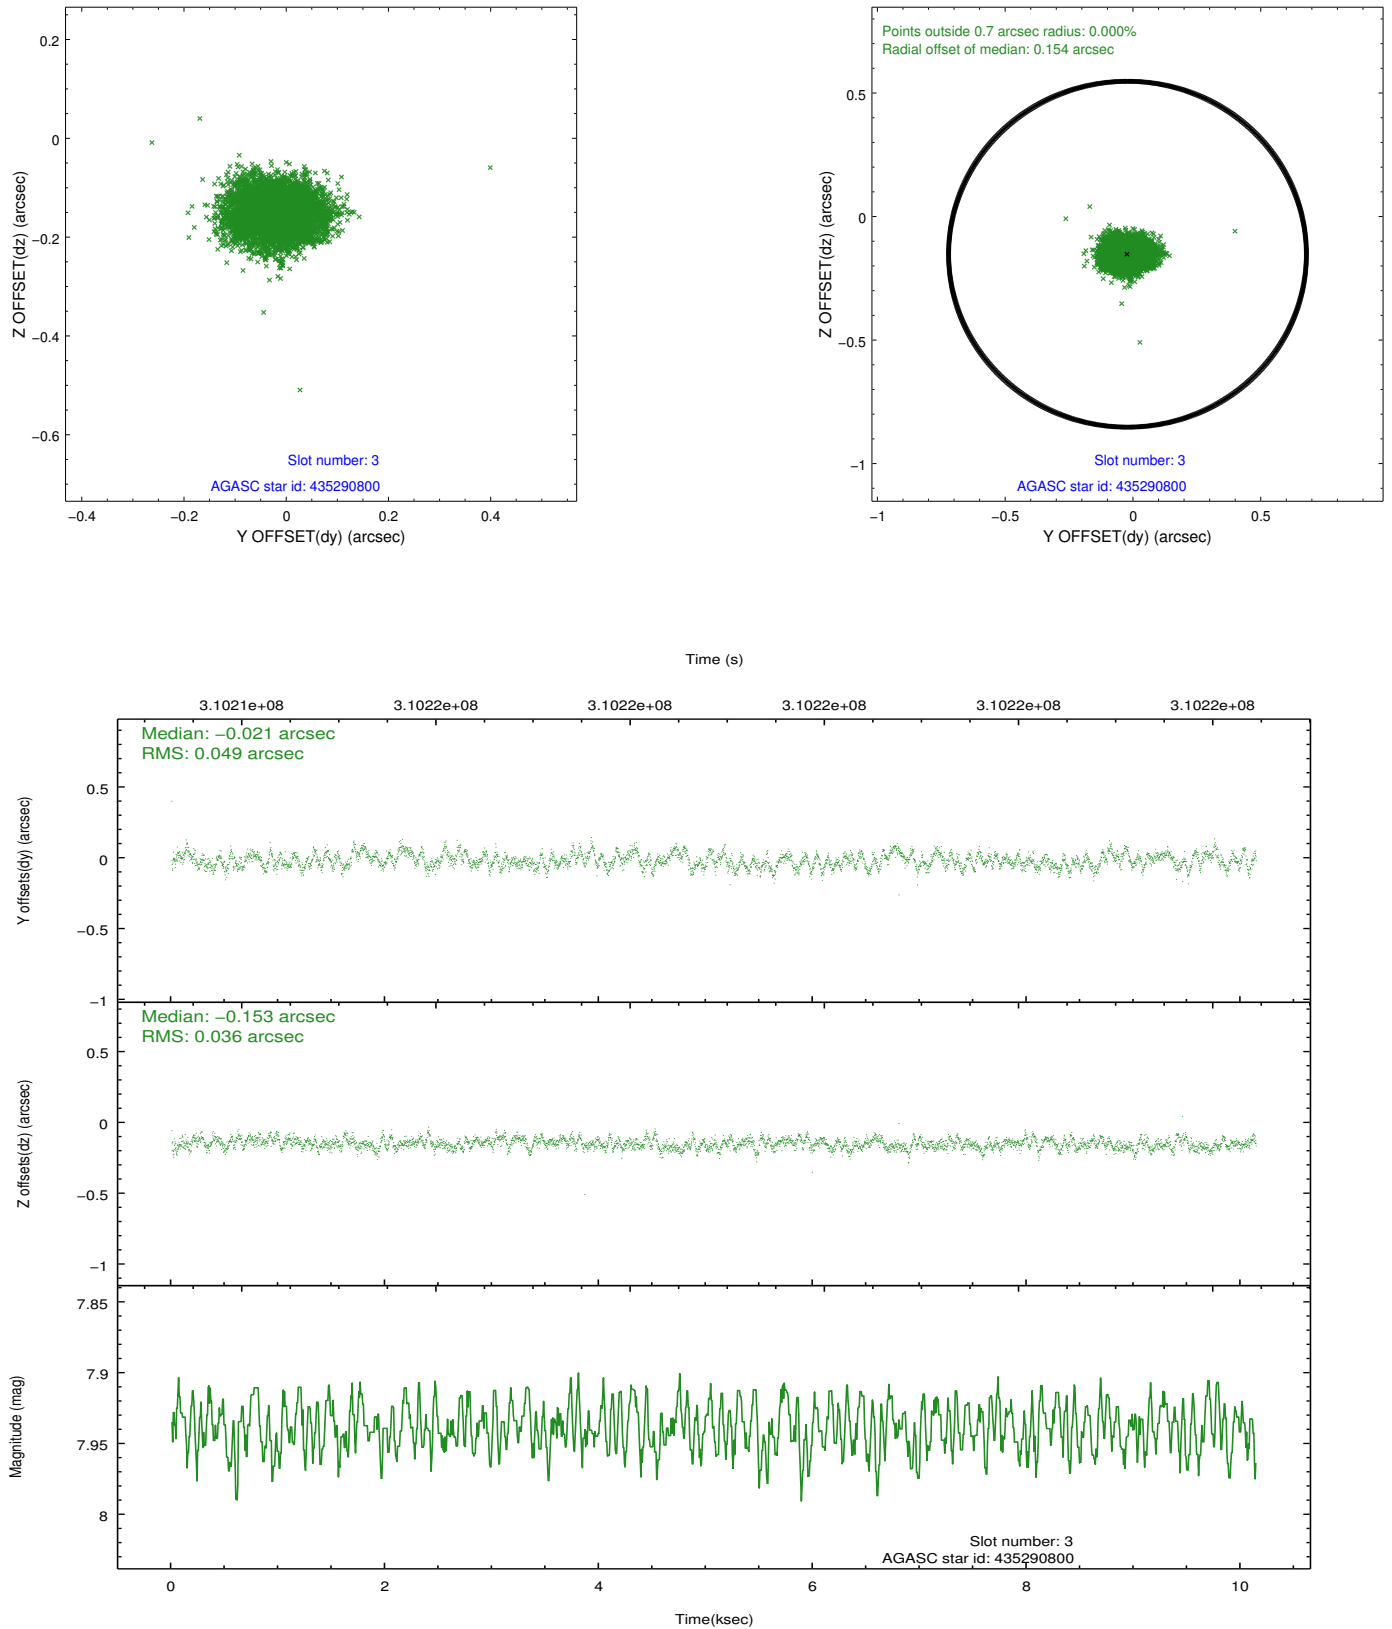 0.2
0
−0.2
−0.4
−0.6
Z OFFSET(dz) (arcsec)
Slot number: 3
AGASC star id: 435290800
−0.4 −0.2 0 0.2 0.4
Y OFFSET(dy) (arcsec)
Points outside 0.7 arcsec radius: 0.000%
Radial offset of median: 0.154 arcsec
0.5
0
−0.5
−1
Z OFFSET(dz) (arcsec)
Slot number: 3
AGASC star id: 435290800
−1 −0.5 0 0.5
Y OFFSET(dy) (arcsec)
Time (s)
3.1021e+08 3.1022e+08 3.1022e+08 3.1022e+08 3.1022e+08 3.1022e+08
Median: −0.021 arcsec
RMS: 0.049 arcsec
0.5
0
−0.5
−1
Y offsets(dy) (arcsec)
Median: −0.153 arcsec
RMS: 0.036 arcsec
0.5
0
−0.5
−1
Z offsets(dz) (arcsec)
7.85
7.9
7.95
8
Magnitude (mag)
Slot number: 3
AGASC star id: 435290800
0 2 4 6 8 10
Time(ksec)